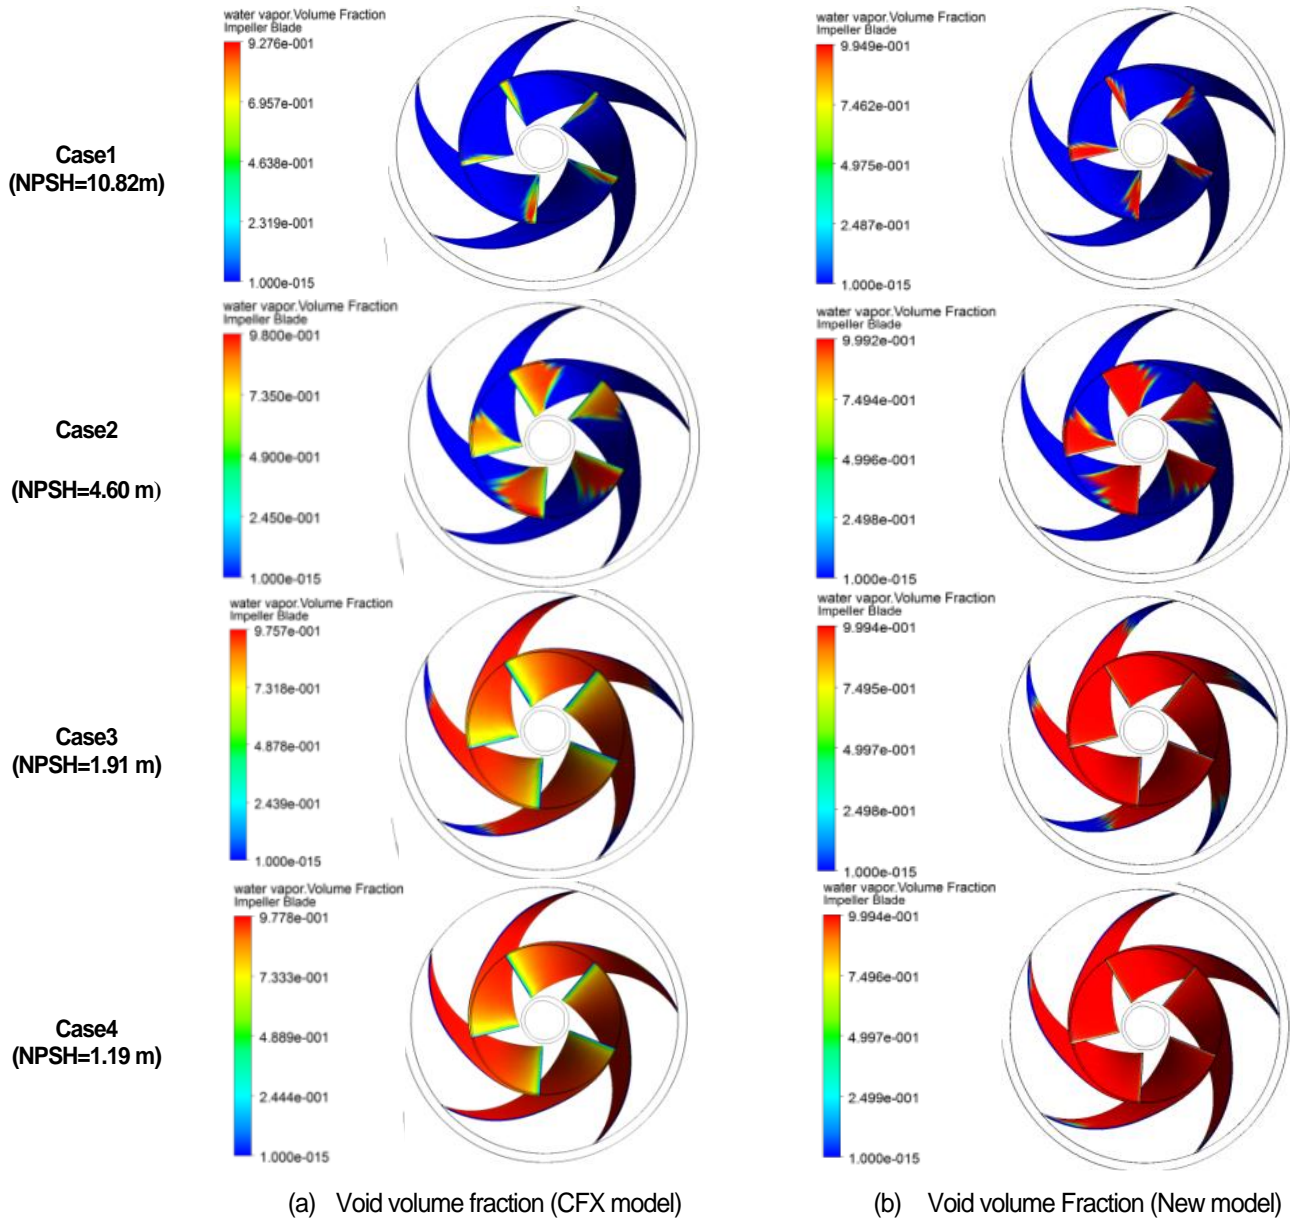 water vapor.Volume Fraction
Impeller Blade
9.276e-001
6.957e-001
4.638e-001
2.319e-001
1.000e-015
water vapor.Volume Fraction
Impeller Blade
9.949e-001
7.462e-001
4.975e-001
2.487e-001
1.000e-015
Case1
(NPSH=10.82m)
water vapor.Volume Fraction
Impeller Blade
9.800e-001
7.350e-001
4.900e-001
2.450e-001
1.000e-015
water vapor.Volume Fraction
Impeller Blade
9.992e-001
7.494e-001
4.996e-001
2.498e-001
1.000e-015
Case2
(NPSH=4.60 m)
water vapor.Volume Fraction
Impeller Blade
9.757e-001
7.318e-001
4.878e-001
2.439e-001
1.000e-015
water vapor.Volume Fraction
Impeller Blade
9.994e-001
7.495e-001
4.997e-001
2.498e-001
1.000e-015
Case3
(NPSH=1.91 m)
water vapor.Volume Fraction
Impeller Blade
9.778e-001
7.333e-001
4.889e-001
2.444e-001
1.000e-015
water vapor.Volume Fraction
Impeller Blade
9.994e-001
7.496e-001
4.997e-001
2.499e-001
1.000e-015
Case4
(NPSH=1.19 m)
(a) Void volume fraction (CFX model)
(b) Void volume Fraction (New model)